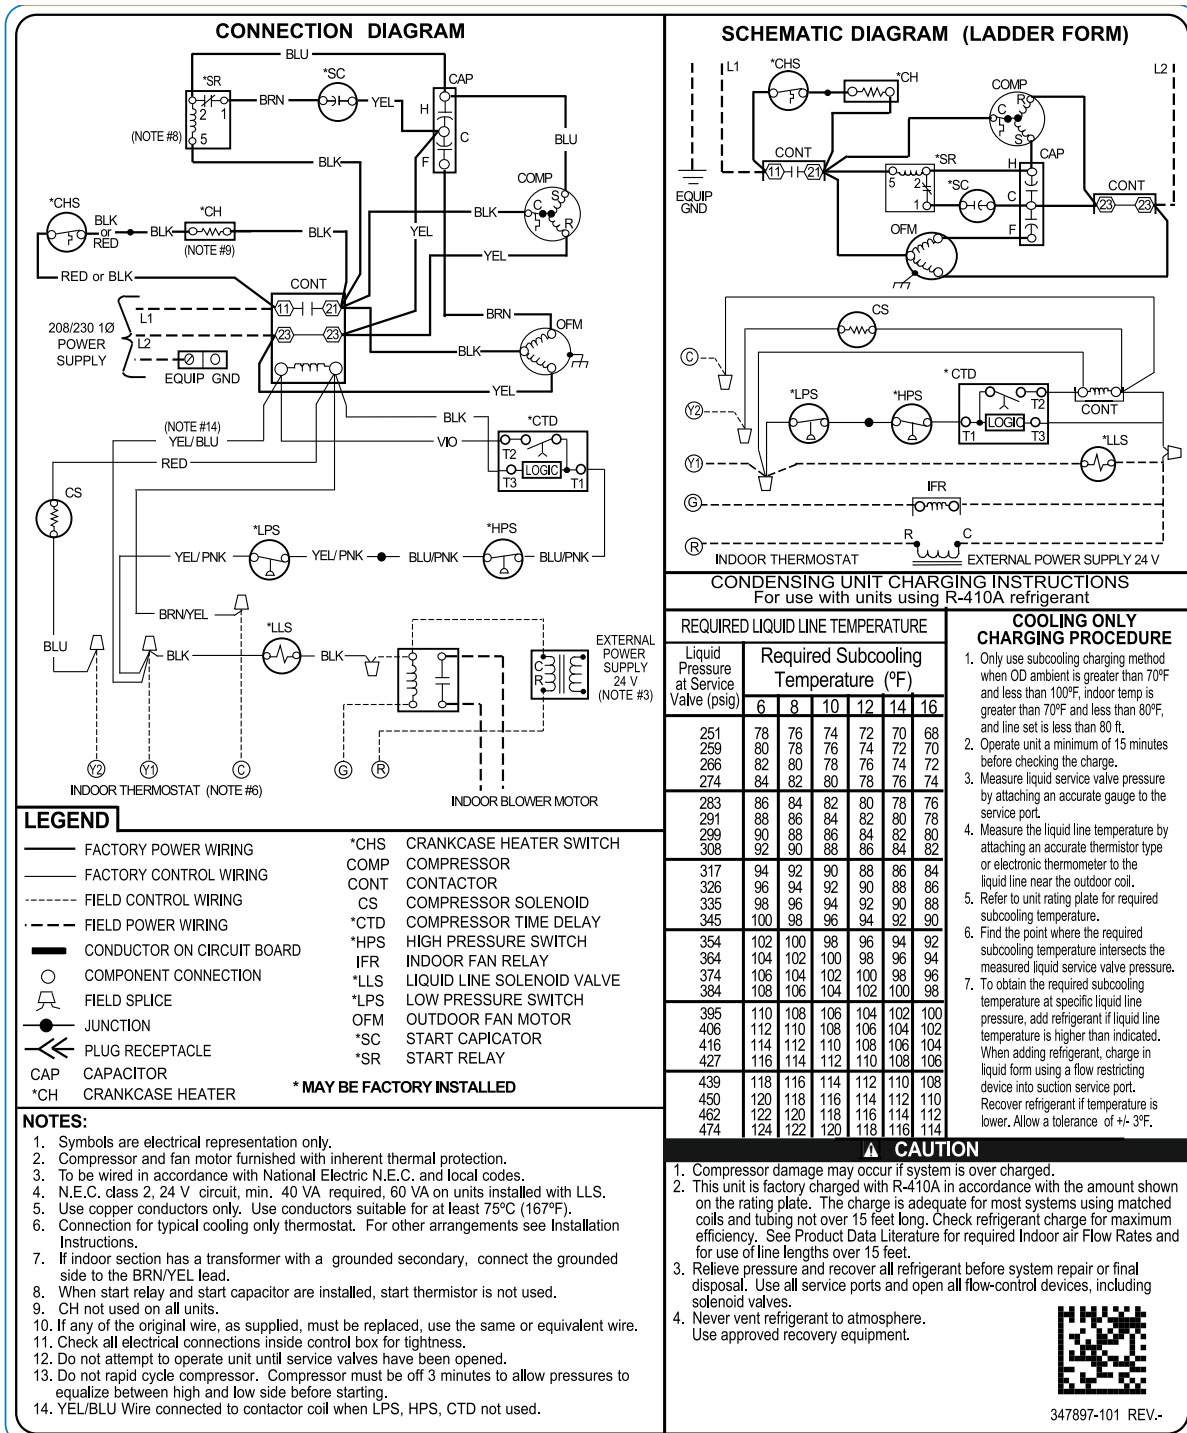 CONNECTION DIAGRAM
BLU
*SR
*SC
CAP
2 1
BRN
YEL
H
C
F
(NOTE #8)
5
BLU
BLK
COMP
S
C
R
*CHS
BLK
or
RED
BLK
*CH
(NOTE #9)
BLK
BLK
YEL
YEL
RED or BLK
CONT
11
21
L1
23
23
208/230 1Ø
POWER
SUPPLY
L2
EQUIP GND
BRN
OFM
BLK
YEL
(NOTE #14)
YEL/BLU
BLK
*CTD
VIO
T2
LOGIC
T3
T1
RED
CS
*LPS
*HPS
YEL/PNK
YEL/PNK
BLU/PNK
BLU/PNK
BRN/YEL
*LLS
BLU
BLK
BLK
EXTERNAL
POWER
SUPPLY
24 V
(NOTE #3)
C
R
Y2
Y1
C
G
R
INDOOR THERMOSTAT (NOTE #6)
INDOOR BLOWER MOTOR
SCHEMATIC DIAGRAM (LADDER FORM)
L1
*CHS
*CH
L2
COMP
R
C
S
CONT
11
21
*SR
H
CAP
5
2
*SC
C
1
CONT
23
23
EQUIP
GND
OFM
F
CS
C
* CTD
*LPS
*HPS
T2
CONT
Y2
LOGIC
T1
T3
*LLS
Y1
IFR
G
R
C
R
INDOOR THERMOSTAT
EXTERNAL POWER SUPPLY 24 V
LEGEND
FACTORY POWER WIRING
FACTORY CONTROL WIRING
FIELD CONTROL WIRING
FIELD POWER WIRING
CONDUCTOR ON CIRCUIT BOARD
COMPONENT CONNECTION
FIELD SPLICE
JUNCTION
PLUG RECEPTACLE
CAP CAPACITOR
*CH CRANKCASE HEATER
*CHS CRANKCASE HEATER SWITCH
COMP COMPRESSOR
CONT CONTACTOR
CS COMPRESSOR SOLENOID
*CTD COMPRESSOR TIME DELAY
*HPS HIGH PRESSURE SWITCH
IFR INDOOR FAN RELAY
*LLS LIQUID LINE SOLENOID VALVE
*LPS LOW PRESSURE SWITCH
OFM OUTDOOR FAN MOTOR
*SC START CAPICATOR
*SR START RELAY
* MAY BE FACTORY INSTALLED
NOTES:
1. Symbols are electrical representation only.
2. Compressor and fan motor furnished with inherent thermal protection.
3. To be wired in accordance with National Electric N.E.C. and local codes.
4. N.E.C. class 2, 24 V circuit, min. 40 VA required, 60 VA on units installed with LLS.
5. Use copper conductors only. Use conductors suitable for at least 75ºC (167ºF).
6. Connection for typical cooling only thermostat. For other arrangements see Installation
Instructions.
7. If indoor section has a transformer with a grounded secondary, connect the grounded
side to the BRN/YEL lead.
8. When start relay and start capacitor are installed, start thermistor is not used.
9. CH not used on all units.
10. If any of the original wire, as supplied, must be replaced, use the same or equivalent wire.
11. Check all electrical connections inside control box for tightness.
12. Do not attempt to operate unit until service valves have been opened.
13. Do not rapid cycle compressor. Compressor must be off 3 minutes to allow pressures to
equalize between high and low side before starting.
14. YEL/BLU Wire connected to contactor coil when LPS, HPS, CTD not used.
CONDENSING UNIT CHARGING INSTRUCTIONS
For use with units using R-410A refrigerant
REQUIRED LIQUID LINE TEMPERATURE
Liquid
Pressure
at Service
Valve (psig)
Required Subcooling
Temperature (ºF)
6 8 10 12 14 16
251 78 76 74 72 70 68
259 80 78 76 74 72 70
266 82 80 78 76 74 72
274 84 82 80 78 76 74
283 86 84 82 80 78 76
291 88 86 84 82 80 78
299 90 88 86 84 82 80
308 92 90 88 86 84 82
317 94 92 90 88 86 84
326 96 94 92 90 88 86
335 98 96 94 92 90 88
345 100 98 96 94 92 90
354 102 100 98 96 94 92
364 104 102 100 98 96 94
374 106 104 102 100 98 96
384 108 106 104 102 100 98
395 110 108 106 104 102 100
406 112 110 108 106 104 102
416 114 112 110 108 106 104
427 116 114 112 110 108 106
439 118 116 114 112 110 108
450 120 118 116 114 112 110
462 122 120 118 116 114 112
474 124 122 120 118 116 114
COOLING ONLY
CHARGING PROCEDURE
1. Only use subcooling charging method
when OD ambient is greater than 70ºF
and less than 100ºF, indoor temp is
greater than 70ºF and less than 80ºF,
and line set is less than 80 ft.
2. Operate unit a minimum of 15 minutes
before checking the charge.
3. Measure liquid service valve pressure
by attaching an accurate gauge to the
service port.
4. Measure the liquid line temperature by
attaching an accurate thermistor type
or electronic thermometer to the
liquid line near the outdoor coil.
5. Refer to unit rating plate for required
subcooling temperature.
6. Find the point where the required
subcooling temperature intersects the
measured liquid service valve pressure.
7. To obtain the required subcooling
temperature at specific liquid line
pressure, add refrigerant if liquid line
temperature is higher than indicated.
When adding refrigerant, charge in
liquid form using a flow restricting
device into suction service port.
Recover refrigerant if temperature is
lower. Allow a tolerance of +/- 3ºF.
CAUTION
1. Compressor damage may occur if system is over charged.
2. This unit is factory charged with R-410A in accordance with the amount shown
on the rating plate. The charge is adequate for most systems using matched
coils and tubing not over 15 feet long. Check refrigerant charge for maximum
efficiency. See Product Data Literature for required Indoor air Flow Rates and
for use of line lengths over 15 feet.
3. Relieve pressure and recover all refrigerant before system repair or final
disposal. Use all service ports and open all flow-control devices, including
solenoid valves.
4. Never vent refrigerant to atmosphere.
Use approved recovery equipment.
347897-101 REV.-